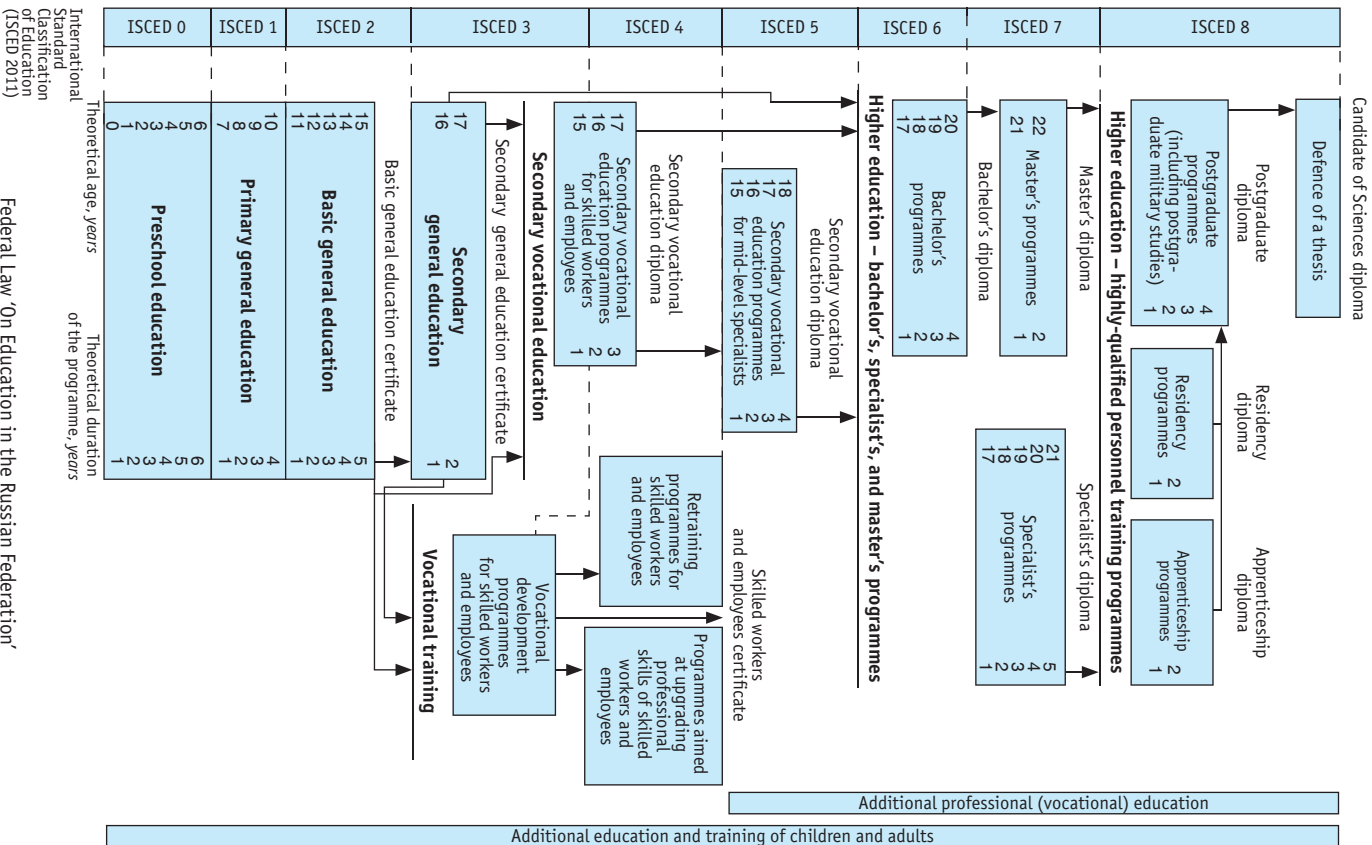 ISCED 0
ISCED 1
ISCED 2
ISCED 3
ISCED 4
ISCED 5
ISCED 6
ISCED 7
ISCED 8
International
Standard
Classification
of Education
(ISCED 2011)
Theoretical age, years
Theoretical duration
of the programme, years
0
1
2
3
4
5
6
Preschool education
1
2
3
4
5
6
7
8
9
10
Primary general education
1
2
3
4
11
12
13
14
15
Basic general education
1
2
3
4
5
Basic general education certificate
16
17
Secondary
general education
1
2
Secondary general education certificate
Secondary vocational education
15
16
17
Secondary vocational
education programmes
for skilled workers
and employees
1
2
3
Secondary vocational
education diploma
15
16
17
18
Secondary vocational
education programmes
for mid-level specialists
1
2
3
4
Secondary vocational
education diploma
Vocational training
Vocational
development
programmes
for skilled workers
and employees
Retraining
programmes for
skilled workers
and employees
Programmes aimed
at upgrading
professional
skills of skilled
workers and
employees
Skilled workers
and employees certificate
Higher education – bachelor's, specialist's, and master's programmes
17
18
19
20
Bachelor's
programmes
1
2
3
4
Bachelor's diploma
21
22
Master's programmes
1
2
Master's diploma
17
18
19
20
21
Specialist's
programmes
1
2
3
4
5
Specialist's diploma
Higher education – highly-qualified personnel training programmes
Postgraduate
programmes
(including postgra-
duate military studies)
1
2
3
4
Postgraduate
diploma
Residency
programmes
1
2
Residency
diploma
Apprenticeship
programmes
1
2
Apprenticeship
diploma
Defence of a thesis
Candidate of Sciences diploma
Additional professional (vocational) education
Additional education and training of children and adults
Federal Law 'On Education in the Russian Federation'